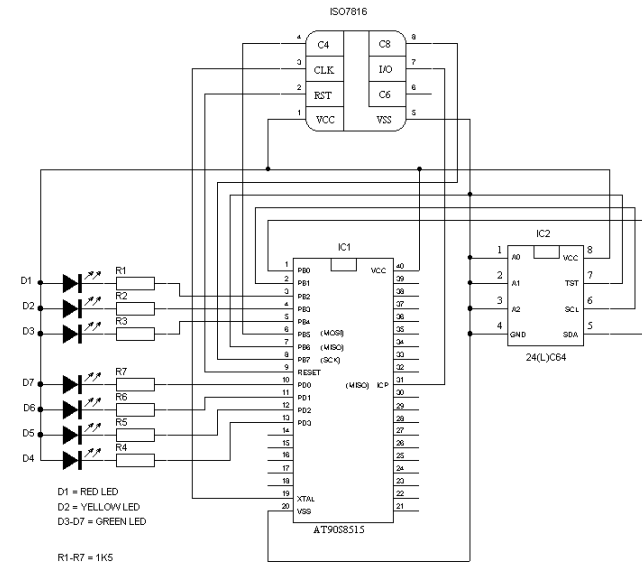 ISO7816
4 C4 C8 8
3 CLK I/O 7
2 RST C6 6
1 VCC VSS 5
IC1
1 PB0 VCC 40
2 PB1 39
3 PB2 38
4 PB3 37
5 PB4 36
6 PB5 (MOSI) 35
7 PB6 (MISO) 34
8 PB7 (SCK) 33
9 RESET 32
10 PD0 (MISO) ICP 31
11 PD1 30
12 PD2 29
13 PD3 28
14 27
15 26
16 25
17 24
18 23
19 XTAL 22
20 VSS 21
AT90S8515
IC2
1 A0 VCC 8
2 A1 TST 7
3 A2 SCL 6
4 GND SDA 5
24(L)C64
D1 R1
D2 R2
D3 R3
D7 R7
D6 R6
D5 R5
D4 R4
D1 = RED LED
D2 = YELLOW LED
D3-D7 = GREEN LED
R1-R7 = 1K5